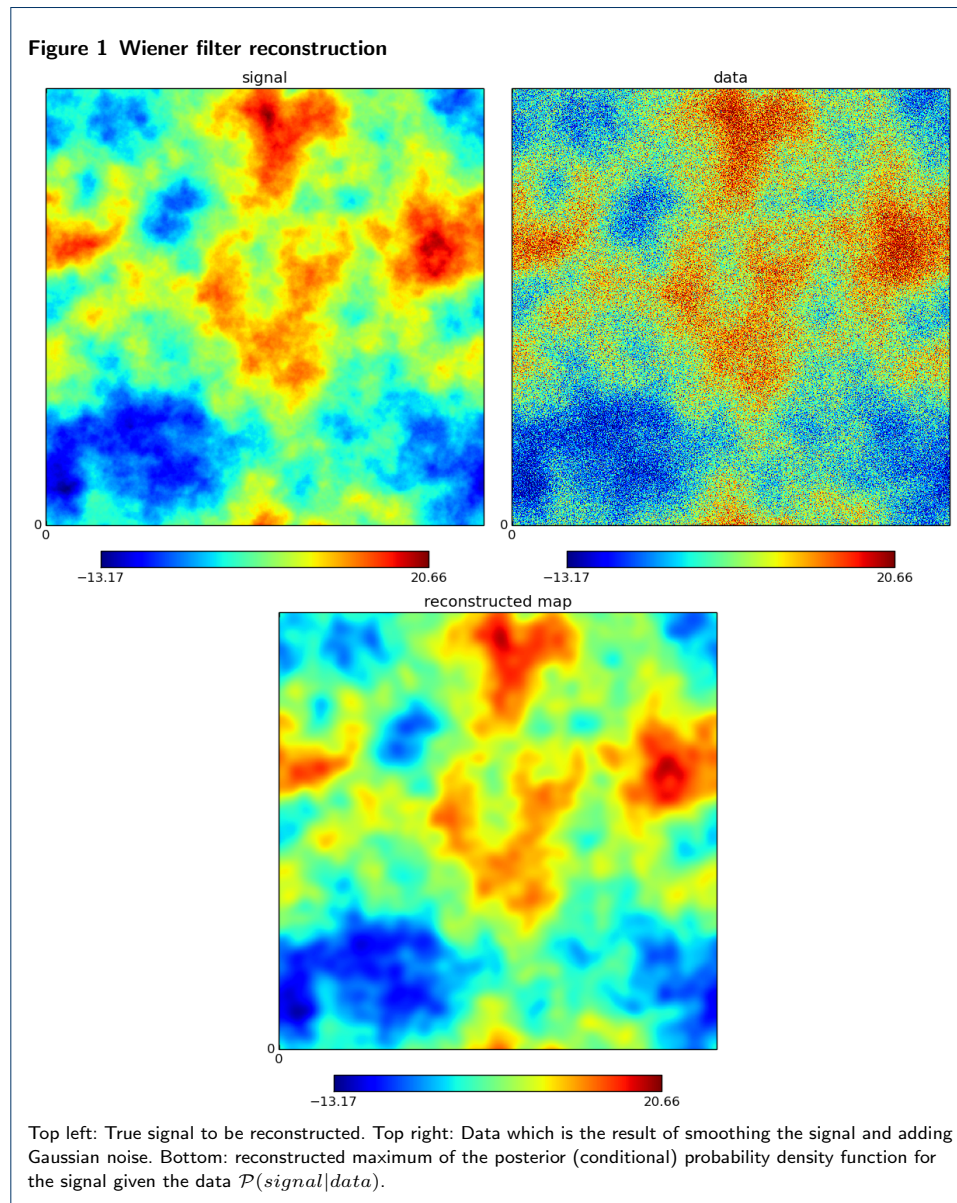 Figure 1 Wiener filter reconstruction
signal
data
0
0
0
0
−13.17
20.66
−13.17
20.66
reconstructed map
0
0
−13.17
20.66
Top left: True signal to be reconstructed. Top right: Data which is the result of smoothing the signal and adding
Gaussian noise. Bottom: reconstructed maximum of the posterior (conditional) probability density function for
the signal given the data P(signal|data).